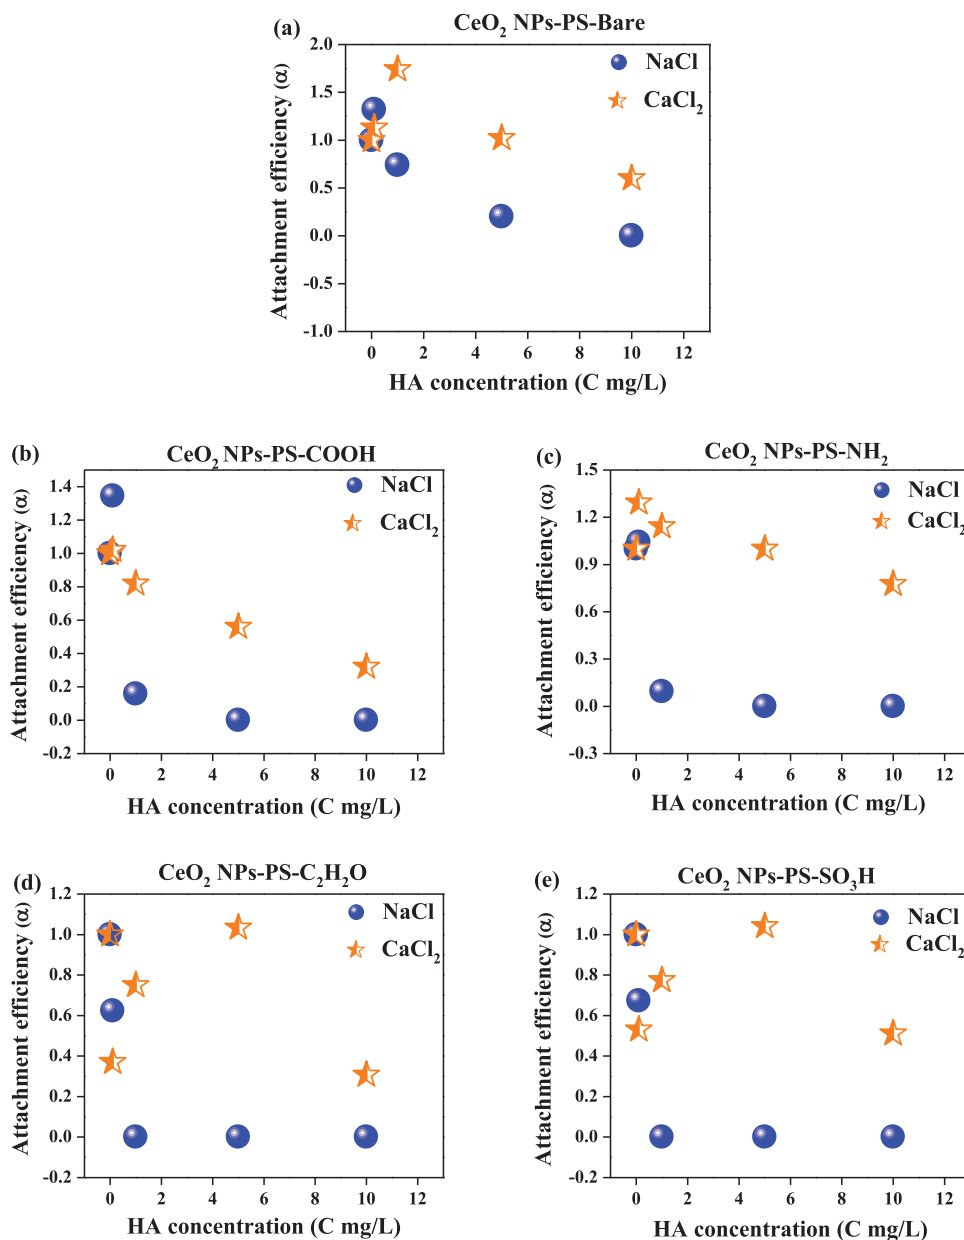 (a)
CeO₂ NPs-PS-Bare
2.0
1.5
1.0
0.5
0.0
-0.5
-1.0
Attachment efficiency (α)
NaCl
CaCl₂
0 2 4 6 8 10 12
HA concentration (C mg/L)
(b)
CeO₂ NPs-PS-COOH
1.4
1.2
1.0
0.8
0.6
0.4
0.2
0.0
-0.2
Attachment efficiency (α)
NaCl
CaCl₂
0 2 4 6 8 10 12
HA concentration (C mg/L)
(c)
CeO₂ NPs-PS-NH₂
1.5
1.2
0.9
0.6
0.3
0.0
-0.3
Attachment efficiency (α)
NaCl
CaCl₂
0 2 4 6 8 10 12
HA concentration (C mg/L)
(d)
CeO₂ NPs-PS-C₂H₂O
1.2
1.0
0.8
0.6
0.4
0.2
0.0
-0.2
Attachment efficiency (α)
NaCl
CaCl₂
0 2 4 6 8 10 12
HA concentration (C mg/L)
(e)
CeO₂ NPs-PS-SO₃H
1.2
1.0
0.8
0.6
0.4
0.2
0.0
-0.2
Attachment efficiency (α)
NaCl
CaCl₂
0 2 4 6 8 10 12
HA concentration (C mg/L)